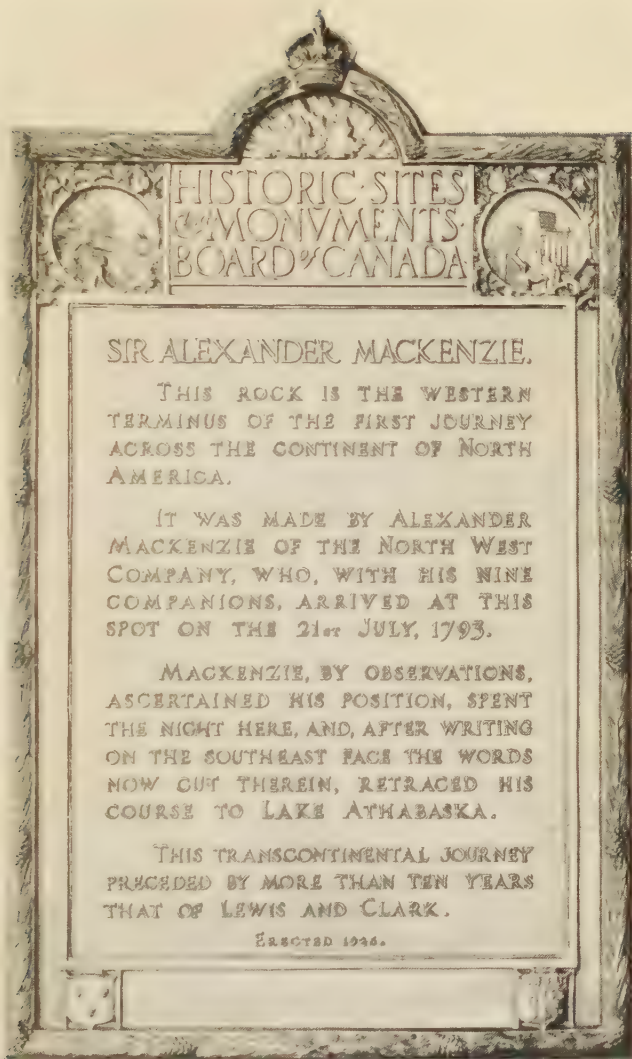 HISTORIC·SITES
and MONVMENTS·
BOARD of CANADA
SIR ALEXANDER MACKENZIE.
THIS ROCK IS THE WESTERN
TERMINUS OF THE FIRST JOURNEY
ACROSS THE CONTINENT OF NORTH
AMERICA.
IT WAS MADE BY ALEXANDER
MACKENZIE OF THE NORTH WEST
COMPANY, WHO, WITH HIS NINE
COMPANIONS, ARRIVED AT THIS
SPOT ON THE 21ST JULY, 1793.
MACKENZIE, BY OBSERVATIONS,
ASCERTAINED HIS POSITION, SPENT
THE NIGHT HERE, AND, AFTER WRITING
ON THE SOUTHEAST FACE THE WORDS
NOW CUT THEREIN, RETRACED HIS
COURSE TO LAKE ATHABASKA.
THIS TRANSCONTINENTAL JOURNEY
PRECEDED BY MORE THAN TEN YEARS
THAT OF LEWIS AND CLARK.
ERECTED